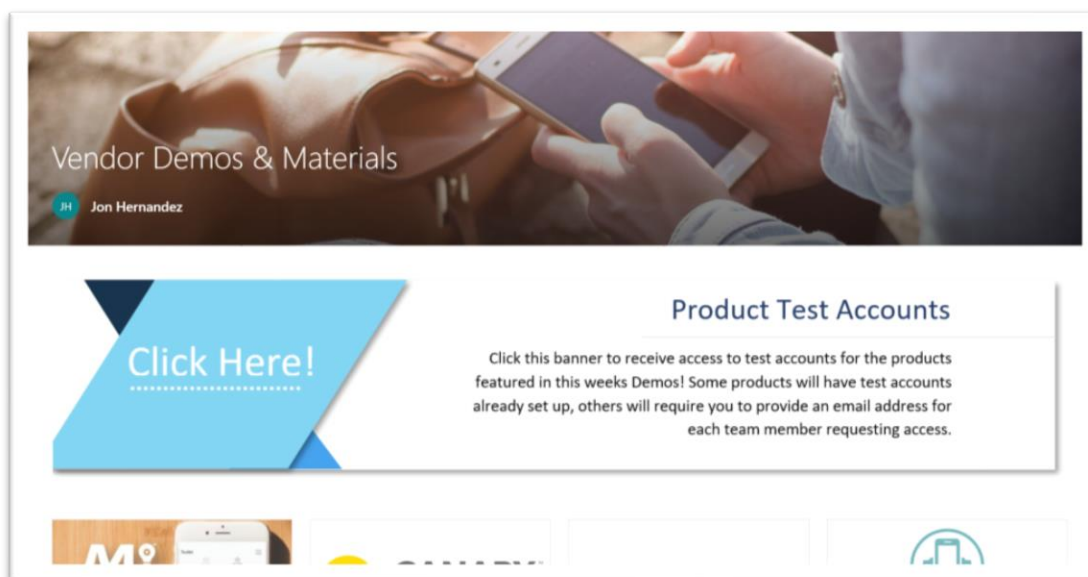 Vendor Demos & Materials
JH Jon Hernandez
Product Test Accounts
Click Here!
Click this banner to receive access to test accounts for the products
featured in this weeks Demos! Some products will have test accounts
already set up, others will require you to provide an email address for
each team member requesting access.